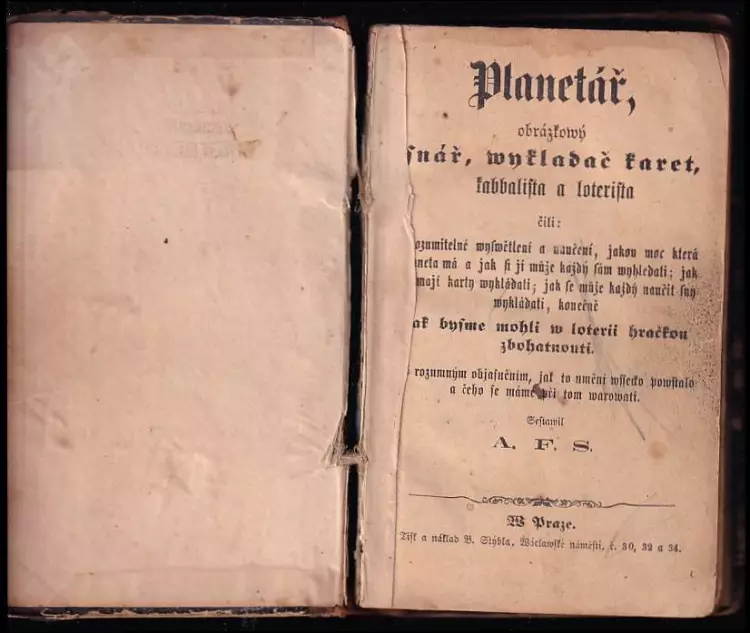 Planetář,
obrázkowý
ſnář, wykladač karet,
kabbaliſta a loteriſta
čili:
ozumitelné wyſwětlení a naučení, jakou moc která
neta má a jak ſi ji může každý ſám wyhledati; jak
mají karty wykládati; jak ſe může každý naučit ſny
wykládati, konečně
ak byſme mohli w loterii hračkou
zbohatnouti.
s rozumným objaſněním, jak to umění wſſecko powſtalo
a čeho ſe máme při tom warowati.
Seſtawil
A. F. S.
W Praze.
Tiſk a náklad B. Stýbla, Wáclawſké náměſti, č. 30, 32 a 34.